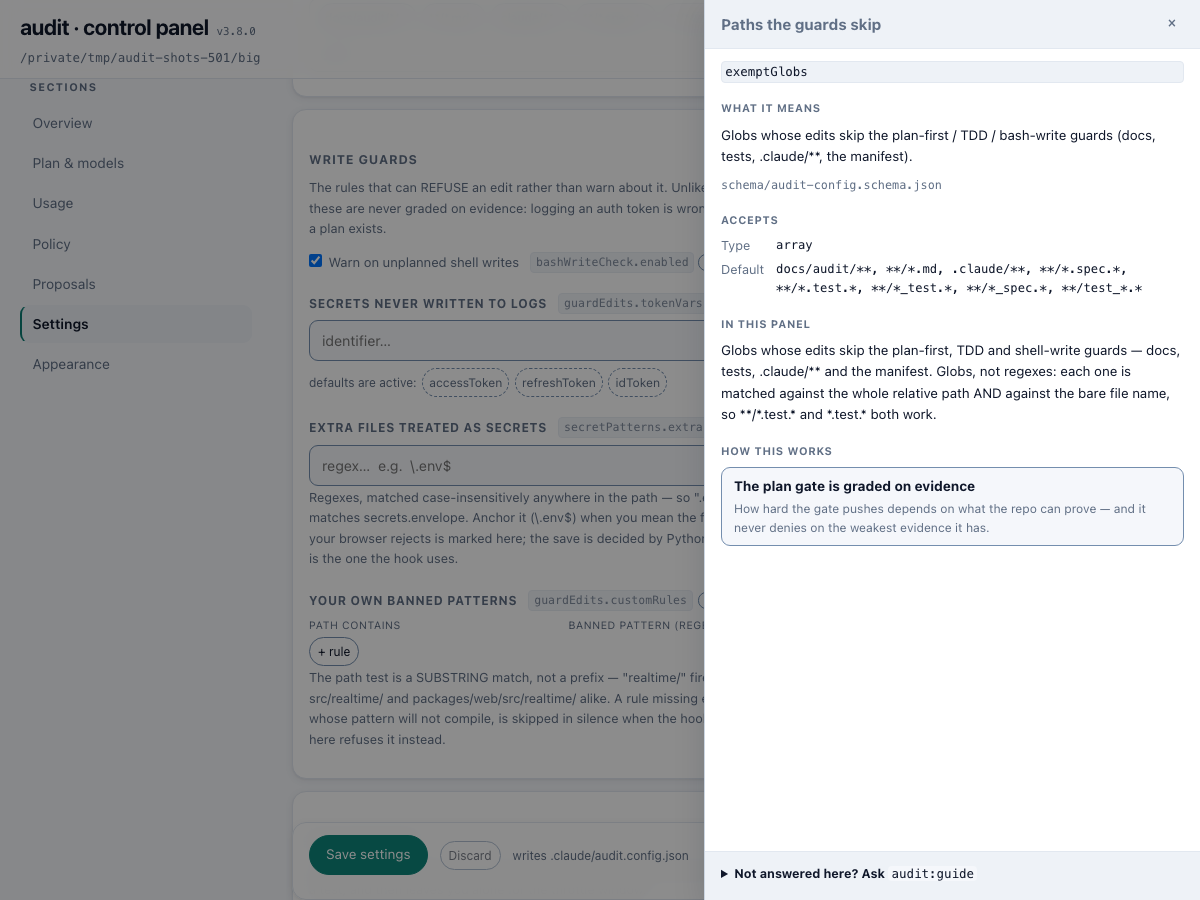 audit · control panel v3.8.0
/private/tmp/audit-shots-501/big
SECTIONS
Overview
Plan & models
Usage
Policy
Proposals
Settings
Appearance
WRITE GUARDS
The rules that can REFUSE an edit rather than warn about it. Unlike
these are never graded on evidence: logging an auth token is
a plan exists.
Warn on unplanned shell writes bashWriteCheck.enabled
SECRETS NEVER WRITTEN TO LOGS guardEdits.tokenVars
identifier...
defaults are active: accessToken refreshToken idToken
EXTRA FILES TREATED AS SECRETS secretPatterns.extra
regex... e.g. \.env$
Regexes, matched case-insensitively anywhere in the path — so
matches secrets.envelope. Anchor it (\.env$) when you mean the
your browser rejects is marked here; the save is decided by Python
is the one the hook uses.
YOUR OWN BANNED PATTERNS guardEdits.customRules
PATH CONTAINS BANNED PATTERN
+ rule
The path test is a SUBSTRING match, not a prefix — "realtime/"
src/realtime/ and packages/web/src/realtime/ alike. A rule missing
whose pattern will not compile, is skipped in silence when the
here refuses it instead.
Save settings Discard writes .claude/audit.config.json
Paths the guards skip ×
exemptGlobs
WHAT IT MEANS
Globs whose edits skip the plan-first / TDD / bash-write guards (docs,
tests, .claude/**, the manifest).
schema/audit-config.schema.json
ACCEPTS
Type array
Default docs/audit/**, **/*.md, .claude/**, **/*.spec.*,
**/*.test.*, **/*_test.*, **/*_spec.*, **/test_*.*
IN THIS PANEL
Globs whose edits skip the plan-first, TDD and shell-write guards — docs,
tests, .claude/** and the manifest. Globs, not regexes: each one is
matched against the whole relative path AND against the bare file name,
so **/*.test.* and *.test.* both work.
HOW THIS WORKS
The plan gate is graded on evidence
How hard the gate pushes depends on what the repo can prove — and it
never denies on the weakest evidence it has.
Not answered here? Ask audit:guide